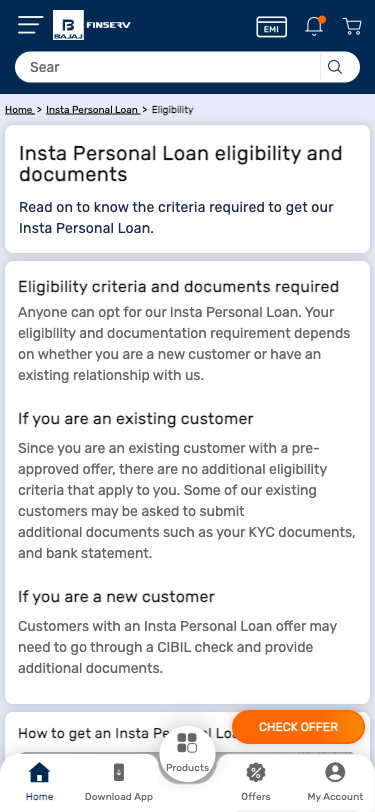 BAJAJ
FINSERV
EMI
Sear
Home > Insta Personal Loan > Eligibility
Insta Personal Loan eligibility and
documents
Read on to know the criteria required to get our
Insta Personal Loan.
Eligibility criteria and documents required
Anyone can opt for our Insta Personal Loan. Your
eligibility and documentation requirement depends
on whether you are a new customer or have an
existing relationship with us.
If you are an existing customer
Since you are an existing customer with a pre-
approved offer, there are no additional eligibility
criteria that apply to you. Some of our existing
customers may be asked to submit
additional documents such as your KYC documents,
and bank statement.
If you are a new customer
Customers with an Insta Personal Loan offer may
need to go through a CIBIL check and provide
additional documents.
How to get an Insta Pe
CHECK OFFER
Products
Home
Download App
Offers
My Account